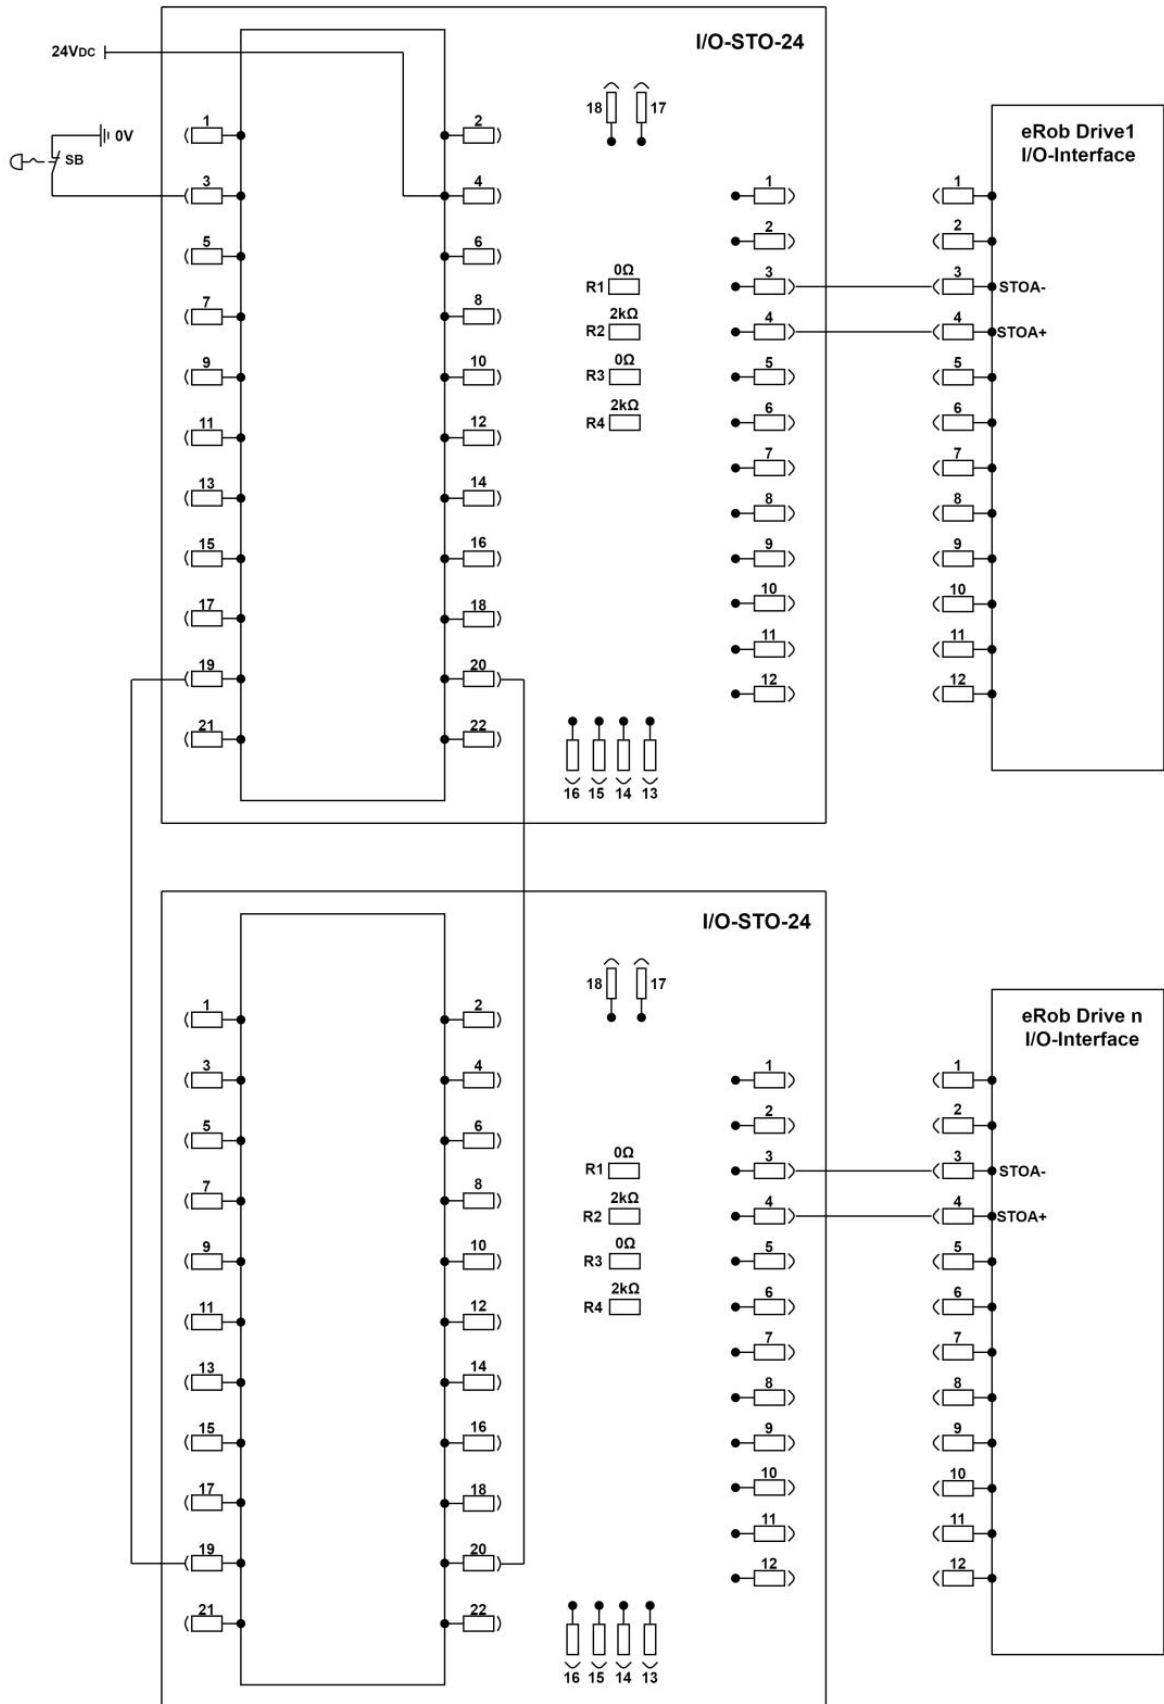 I/O-STO-24
24VDC
18 17
1 2
0V
eRob Drive1
I/O-Interface
SB
3 4 1 1
2 2
5 6
0Ω
R1 3 3 STOA-
7 8
2kΩ
R2 4 4 STOA+
0Ω
9 10 R3 5 5
2kΩ
R4 6 6
11 12
7 7
13 14
8 8
15 16 9 9
10 10
17 18
11 11
19 20 12 12
21 22
16 15 14 13
I/O-STO-24
18 17
1 2
eRob Drive n
I/O-Interface
3 4 1 1
2 2
5 6
0Ω
R1 3 3 STOA-
7 8
2kΩ
R2 4 4 STOA+
0Ω
9 10 R3 5 5
2kΩ
R4 6 6
11 12
7 7
13 14
8 8
15 16 9 9
10 10
17 18
11 11
19 20 12 12
21 22
16 15 14 13